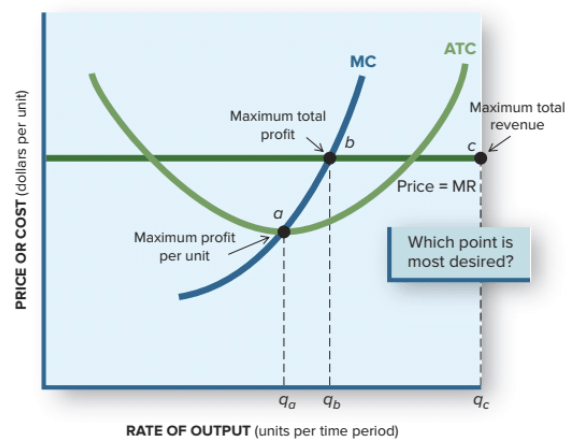 ATC
MC
Maximum total
profit
b
c
Maximum total
revenue
Price = MR
a
Maximum profit
per unit
Which point is
most desired?
PRICE OR COST (dollars per unit)
qa
qb
qc
RATE OF OUTPUT (units per time period)